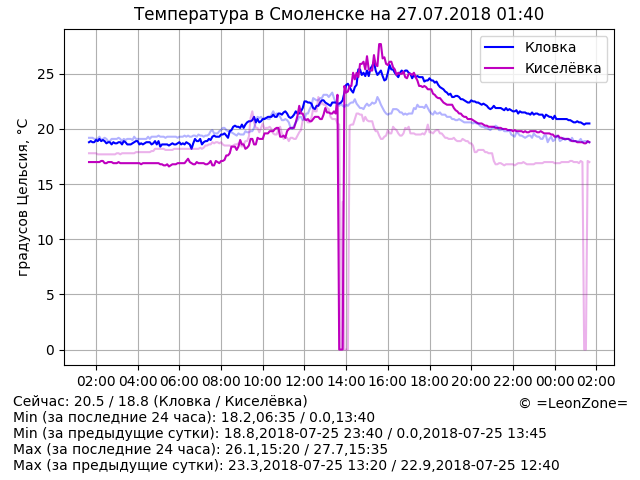 Температура в Смоленске на 27.07.2018 01:40
Кловка
Киселёвка
градусов Цельсия, °C
25
20
15
10
5
0
02:00 04:00 06:00 08:00 10:00 12:00 14:00 16:00 18:00 20:00 22:00 00:00 02:00
© =LeonZone=
Сейчас: 20.5 / 18.8 (Кловка / Киселёвка)
Min (за последние 24 часа): 18.2,06:35 / 0.0,13:40
Min (за предыдущие сутки): 18.8,2018-07-25 23:40 / 0.0,2018-07-25 13:45
Max (за последние 24 часа): 26.1,15:20 / 27.7,15:35
Max (за предыдущие сутки): 23.3,2018-07-25 13:20 / 22.9,2018-07-25 12:40